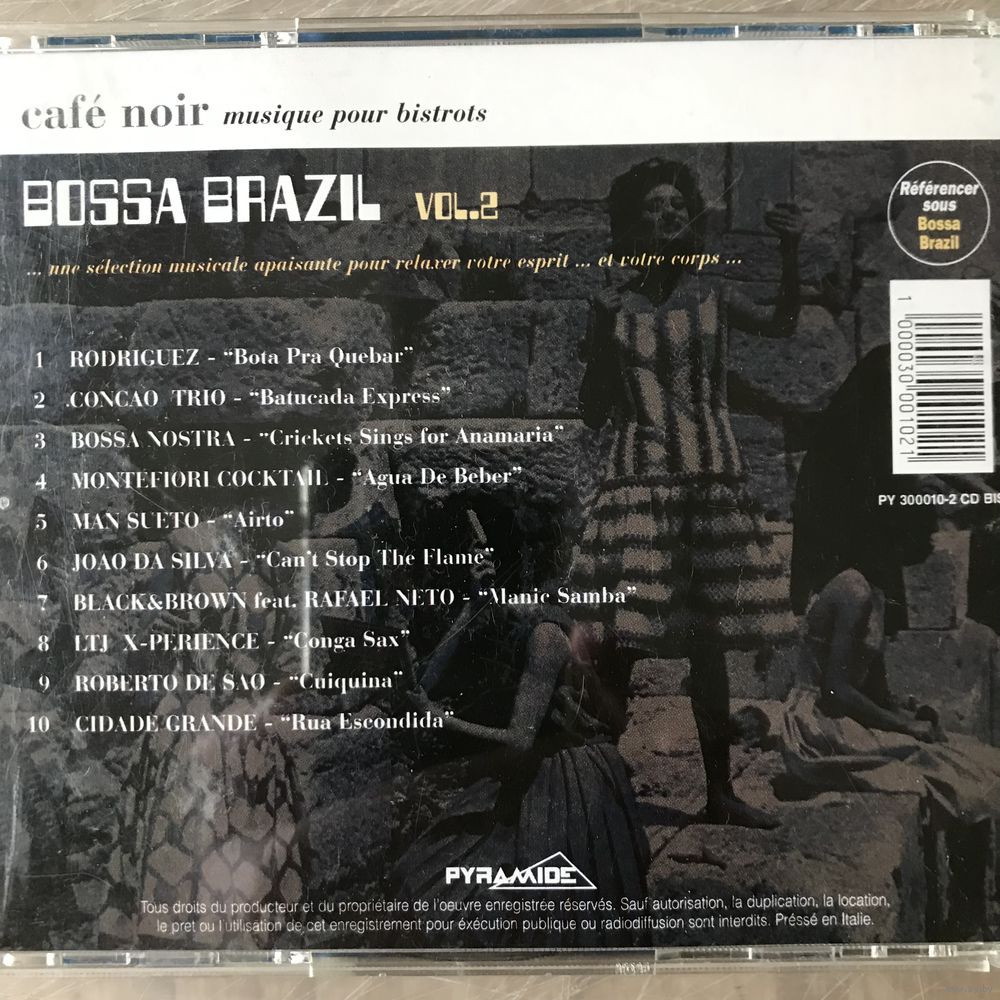 café noir musique pour bistrots
BOSSA BRAZIL VOL.2
... une sélection musicale apaisante pour relaxer votre esprit ... et votre corps ...
Référencer
sous
Bossa
Brazil
1 RODRIGUEZ - “Bota Pra Quebar”
2 .CONCAO TRIO - “Batucada Express”
3 BOSSA NOSTRA - “Crickets Sings for Anamaria”
4 MONTEFIORI COCKTAIL - “Agua De Beber”
5 MAN SUETO - “Airto”
6 JOAO DA SILVA - “Can't Stop The Flame”
7 BLACK&BROWN feat. RAFAEL NETO - “Manic Samba”
8 LTJ X-PERIENCE - “Conga Sax”
9 ROBERTO DE SAO - “Cuiquina”
10 CIDADE GRANDE - “Rua Escondida”
1 000030 001021
PY 300010-2 CD BIS
PYRAMIDE
Tous droits du producteur et du propriétaire de l'oeuvre enregistrée réservés. Sauf autorisation, la duplication, la location,
le pret ou l'utilisation de cet enregistrement pour éxécution publique ou radiodiffusion sont interdits. Préssé en Italie.